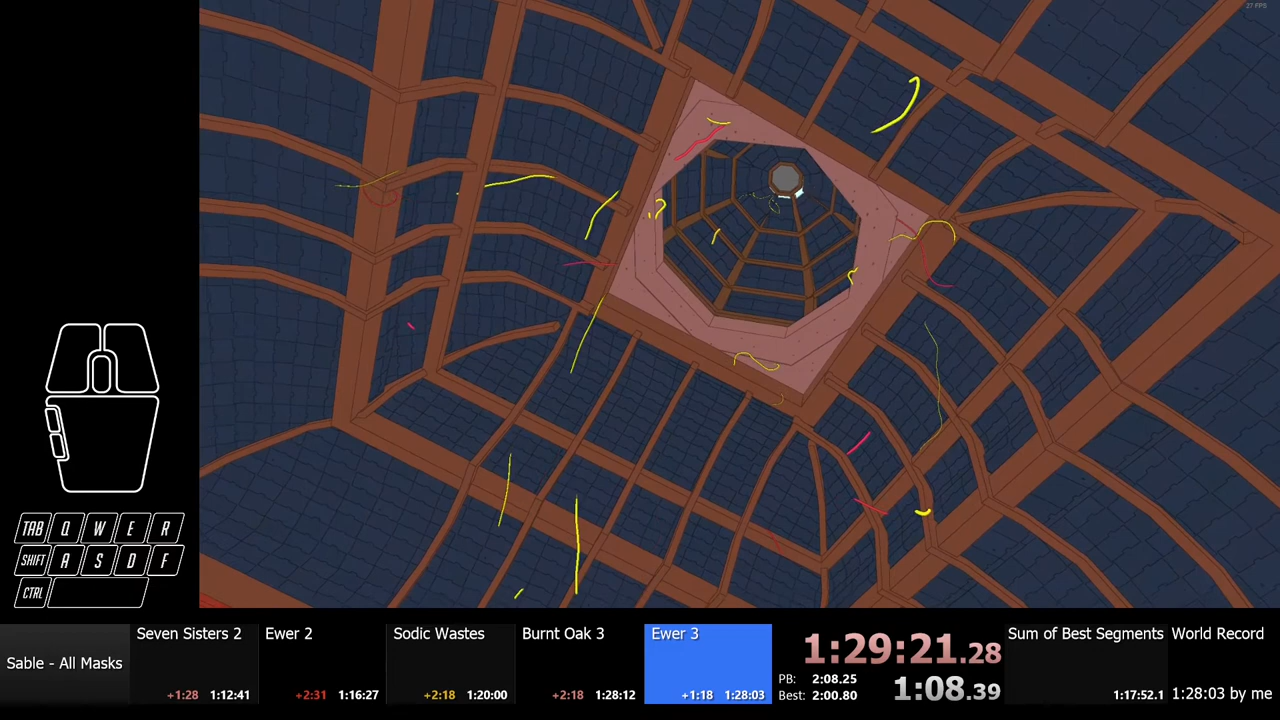 27 FPS
TAB Q W E R
SHIFT A S D F
CTRL
Sable - All Masks
Seven Sisters 2
+1:28 1:12:41
Ewer 2
+2:31 1:16:27
Sodic Wastes
+2:18 1:20:00
Burnt Oak 3
+2:18 1:28:12
Ewer 3
+1:18 1:28:03
1:29:21.28
PB: 2:08.25
Best: 2:00.80
1:08.39
Sum of Best Segments
1:17:52.1
World Record
1:28:03 by me